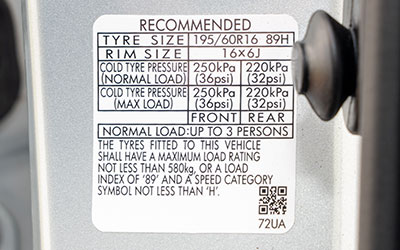 RECOMMENDED
TYRE SIZE 195/60R16 89H
RIM SIZE 16×6J
COLD TYRE PRESSURE 250kPa 220kPa
(NORMAL LOAD) (36psi) (32psi)
COLD TYRE PRESSURE 250kPa 220kPa
(MAX LOAD) (36psi) (32psi)
FRONT REAR
NORMAL LOAD:UP TO 3 PERSONS
THE TYRES FITTED TO THIS VEHICLE
SHALL HAVE A MAXIMUM LOAD RATING
NOT LESS THAN 580kg, OR A LOAD
INDEX OF '89' AND A SPEED CATEGORY
SYMBOL NOT LESS THAN 'H'.
72UA